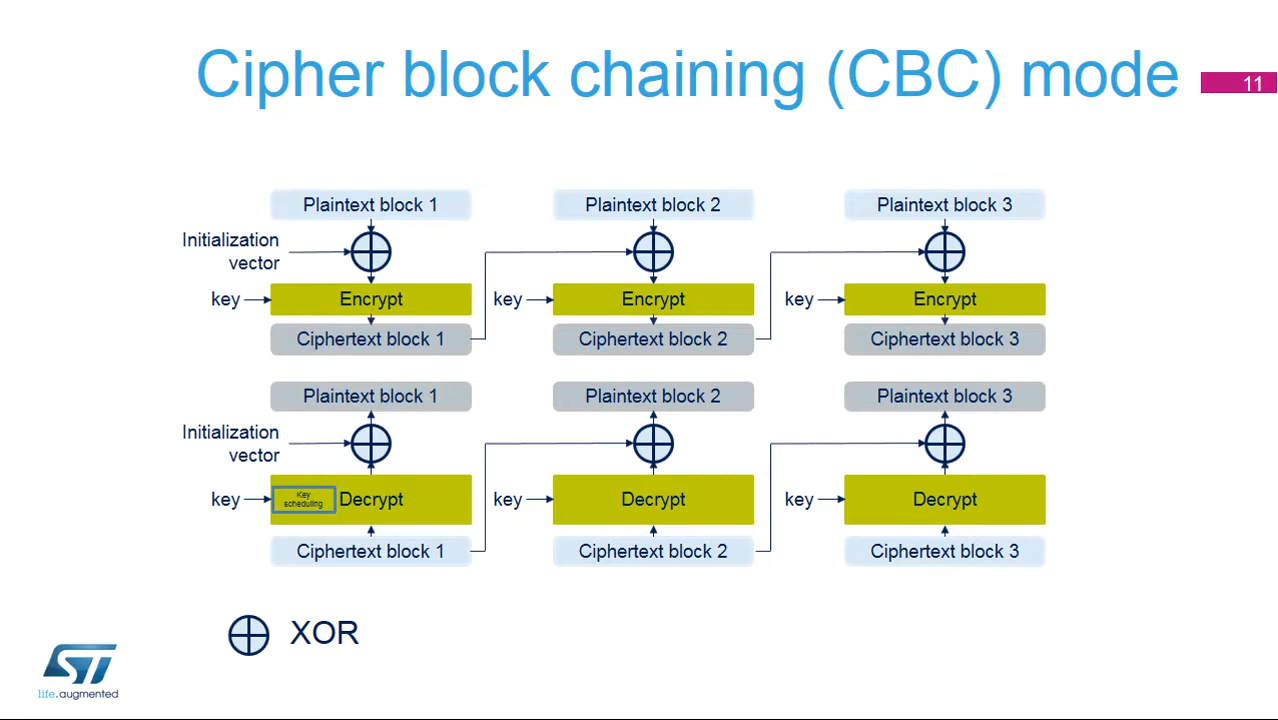 Cipher block chaining (CBC) mode
11
Plaintext block 1
Plaintext block 2
Plaintext block 3
Initialization
vector
key
Encrypt
key
Encrypt
key
Encrypt
Ciphertext block 1
Ciphertext block 2
Ciphertext block 3
Plaintext block 1
Plaintext block 2
Plaintext block 3
Initialization
vector
key
Key
scheduling
Decrypt
key
Decrypt
key
Decrypt
Ciphertext block 1
Ciphertext block 2
Ciphertext block 3
XOR
ST
life.augmented